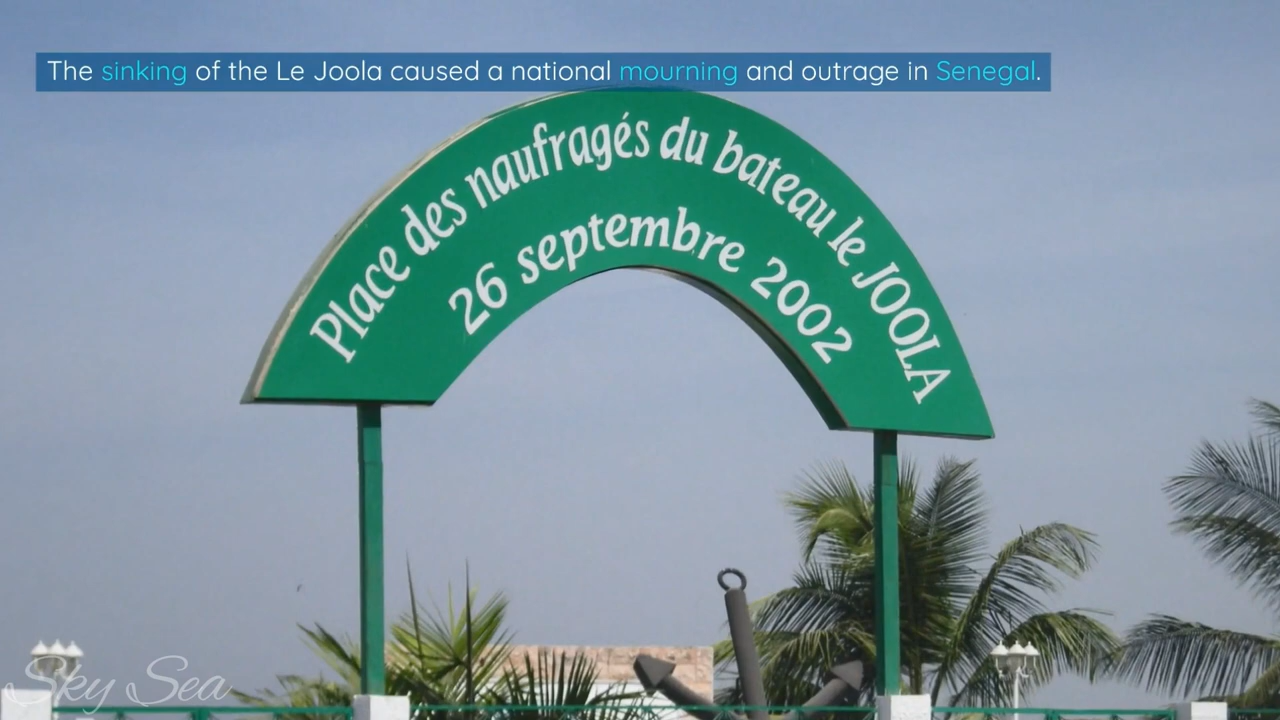 The sinking of the Le Joola caused a national mourning and outrage in Senegal.
Place des naufragés du bateau le JOOLA
26 septembre 2002
Sky Sea